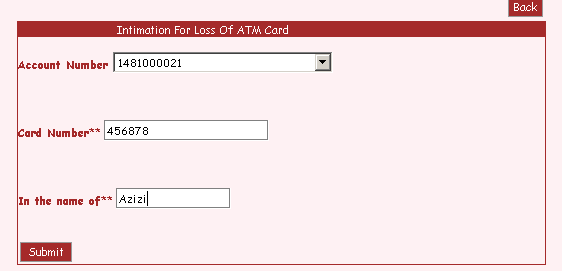 Back
Intimation For Loss Of ATM Card
Account Number 1481000021
Card Number** 456878
In the name of** Azizi
Submit